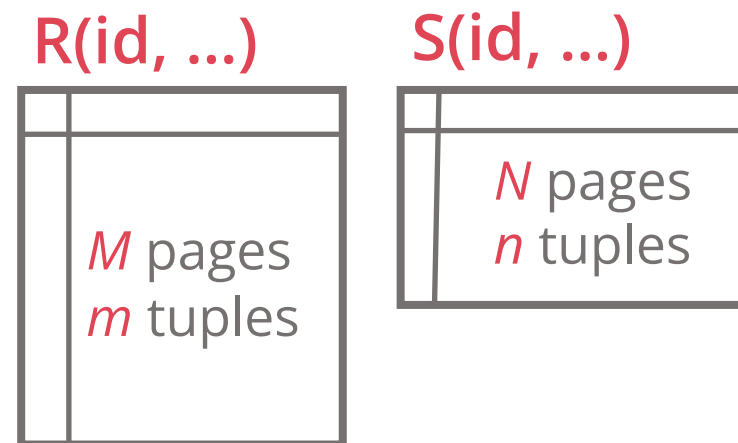 R(id, ...)
M pages
m tuples
S(id, ...)
N pages
n tuples